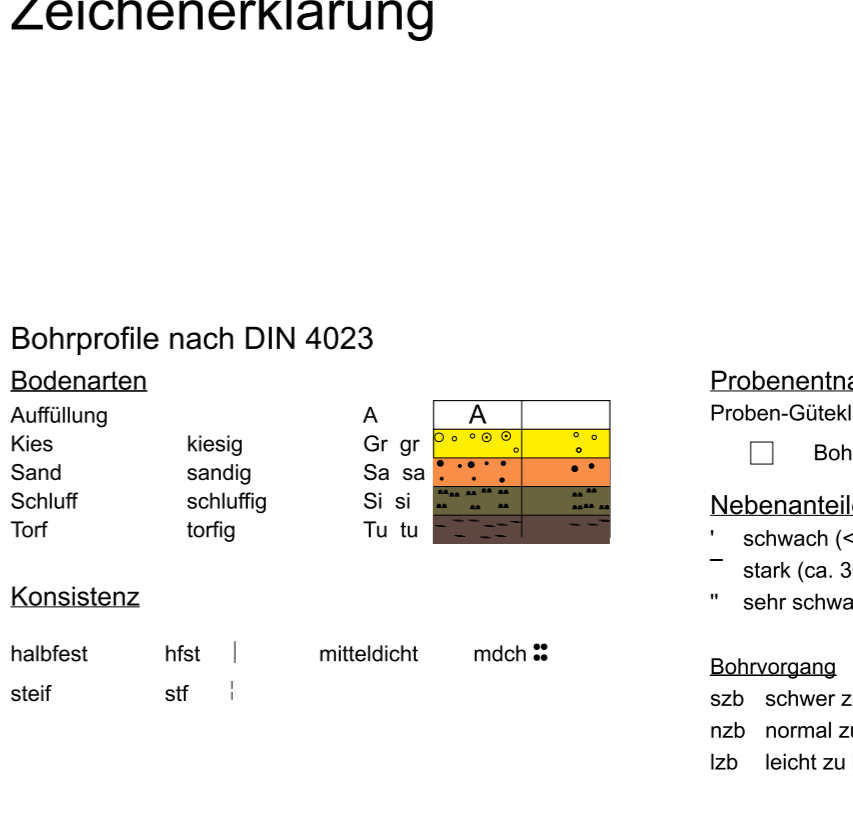 Zeichenerklärung
Bohrprofile nach DIN 4023
Bodenarten
Auffüllung A A
Kies kiesig Gr gr
Sand sandig Sa sa
Schluff schluffig Si si
Torf torfig Tu tu
Konsistenz
halbfest hfst mitteldicht mdch
steif stf
Proben-Gütekl
Boh
Nebenanteil
' schwach (<
‾ stark (ca. 3
" sehr schwa
Bohrvorgang
szb schwer z
nzb normal zu
lzb leicht zu